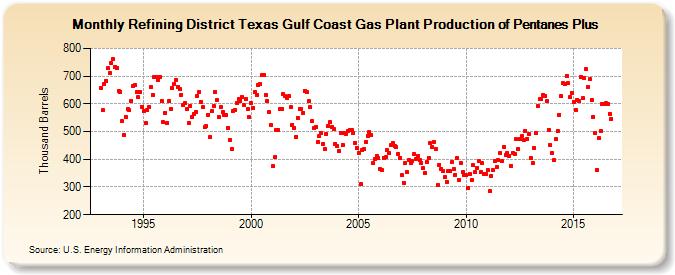 Monthly Refining District Texas Gulf Coast Gas Plant Production of Pentanes Plus
Thousand Barrels
800
700
600
500
400
300
200
1995 2000 2005 2010 2015
Source: U.S. Energy Information Administration